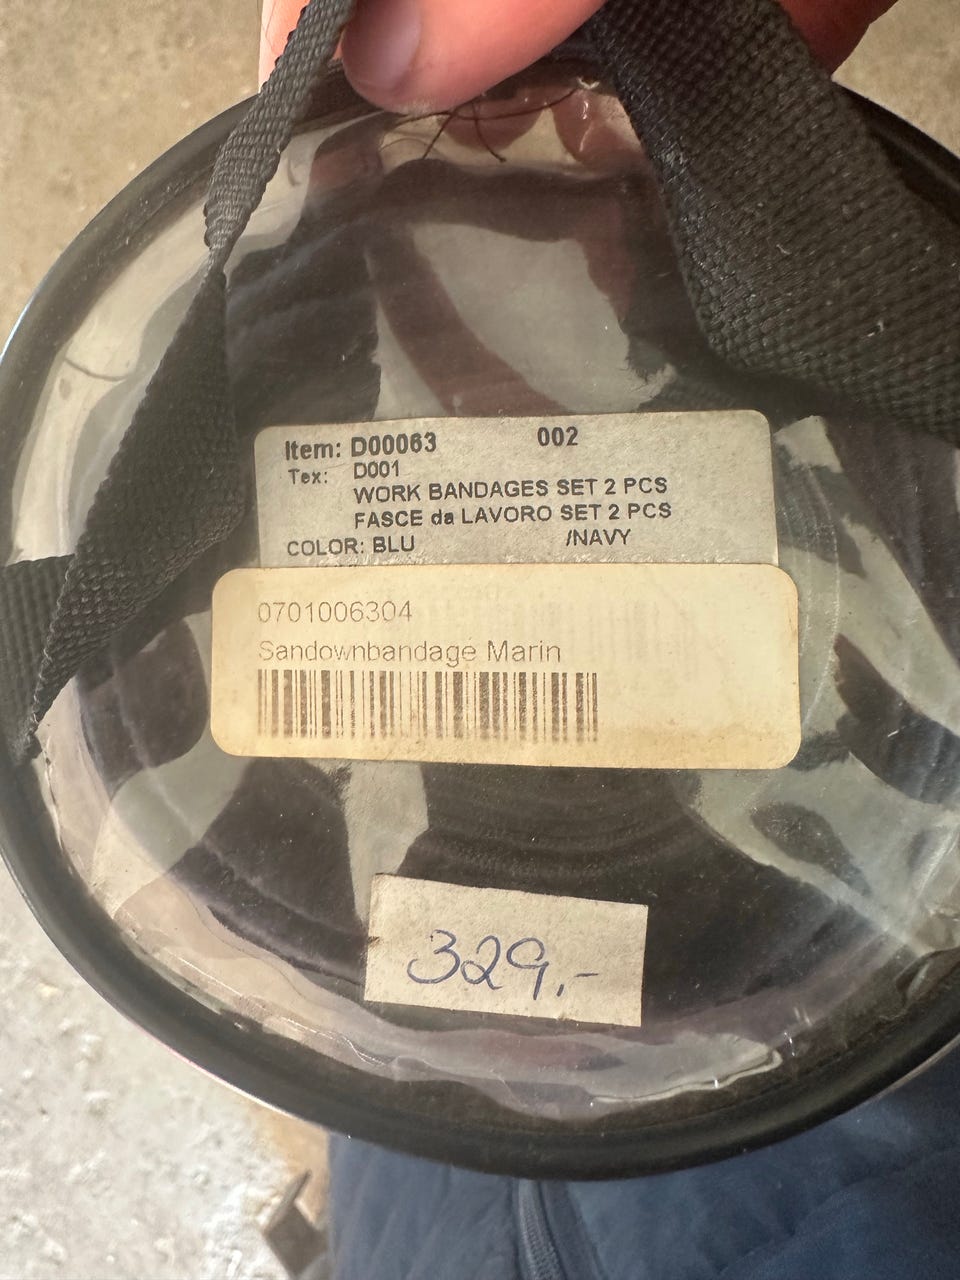 Item: D00063 002
Tex: D001
WORK BANDAGES SET 2 PCS
FASCE da LAVORO SET 2 PCS
COLOR: BLU /NAVY
0701006304
Sandownbandage Marin
329,-